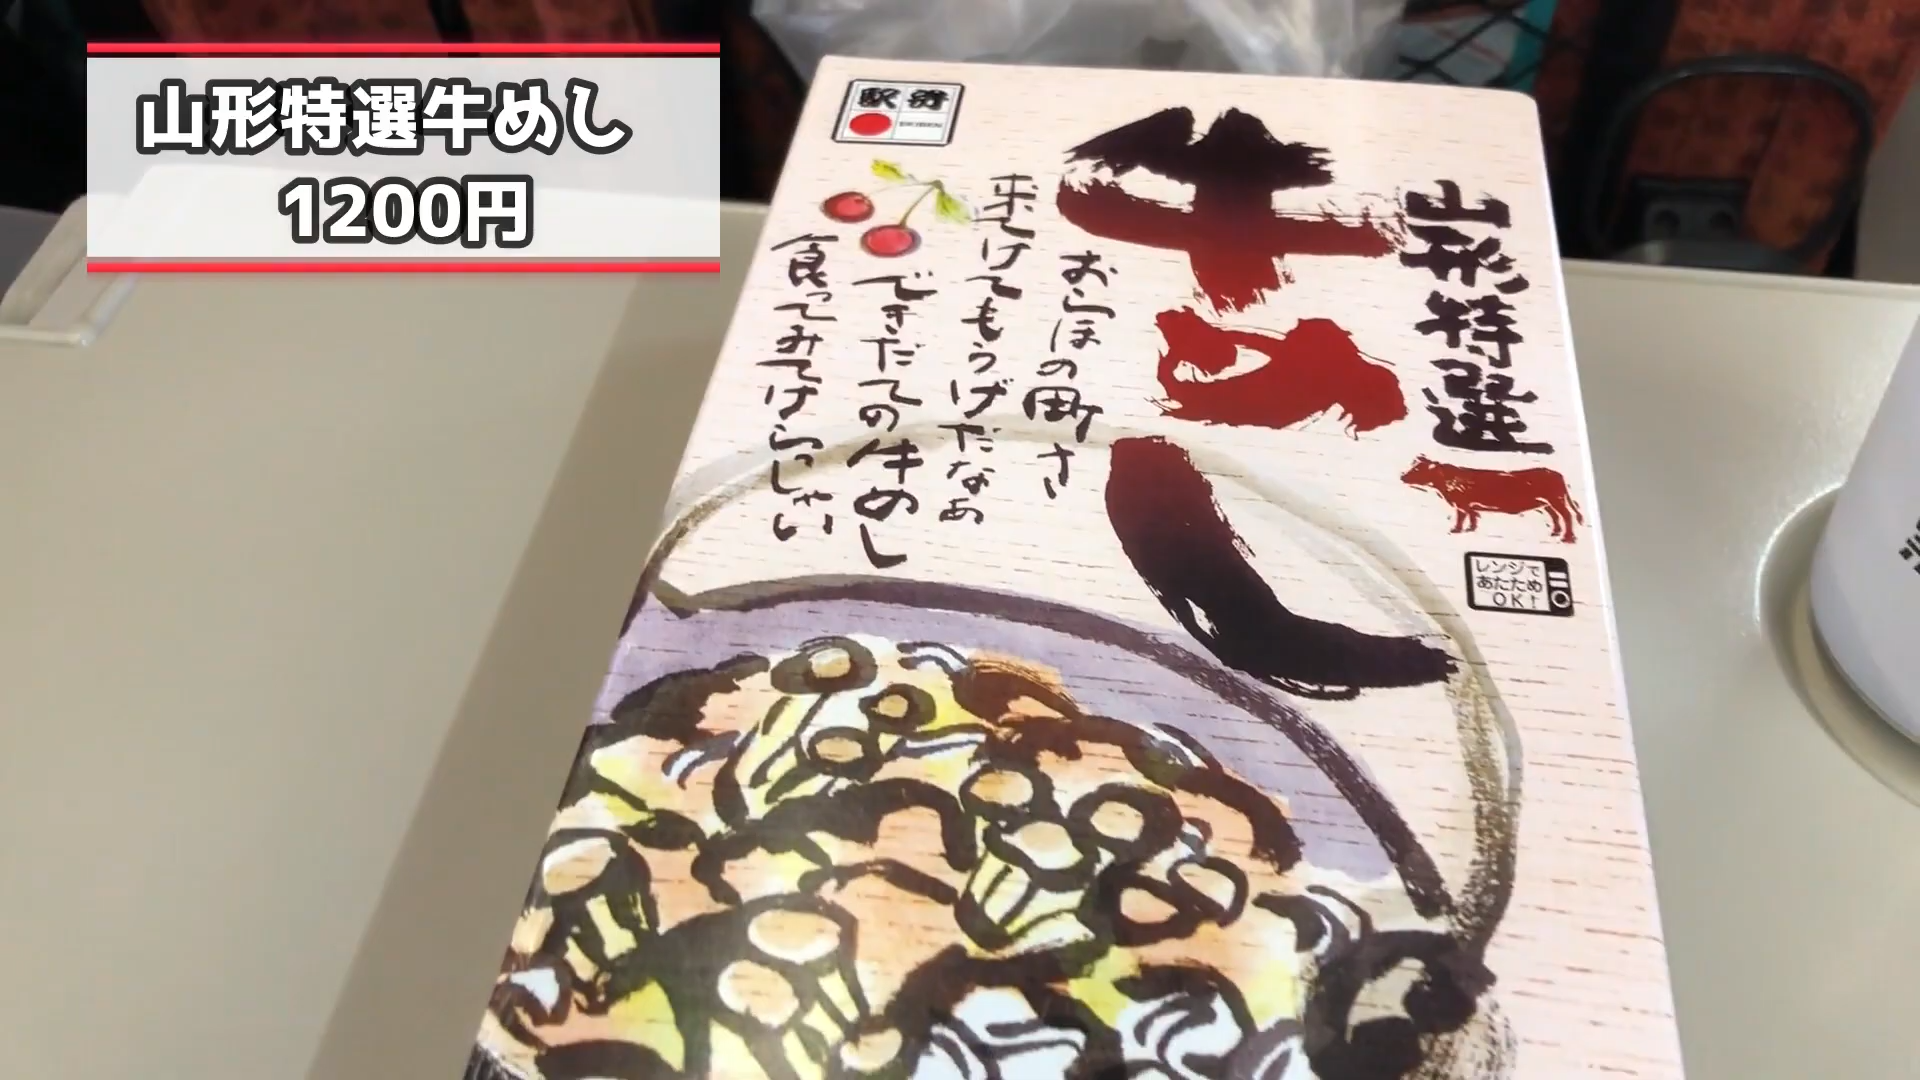 山形特選牛めし
1200円
駅弁
EKIBEN
山形特選
牛めし
おらほの町さ
来てけてもうげだなぁ
できたての牛めし
食ってみてけらっしゃい
レンジで
あたため
OK!